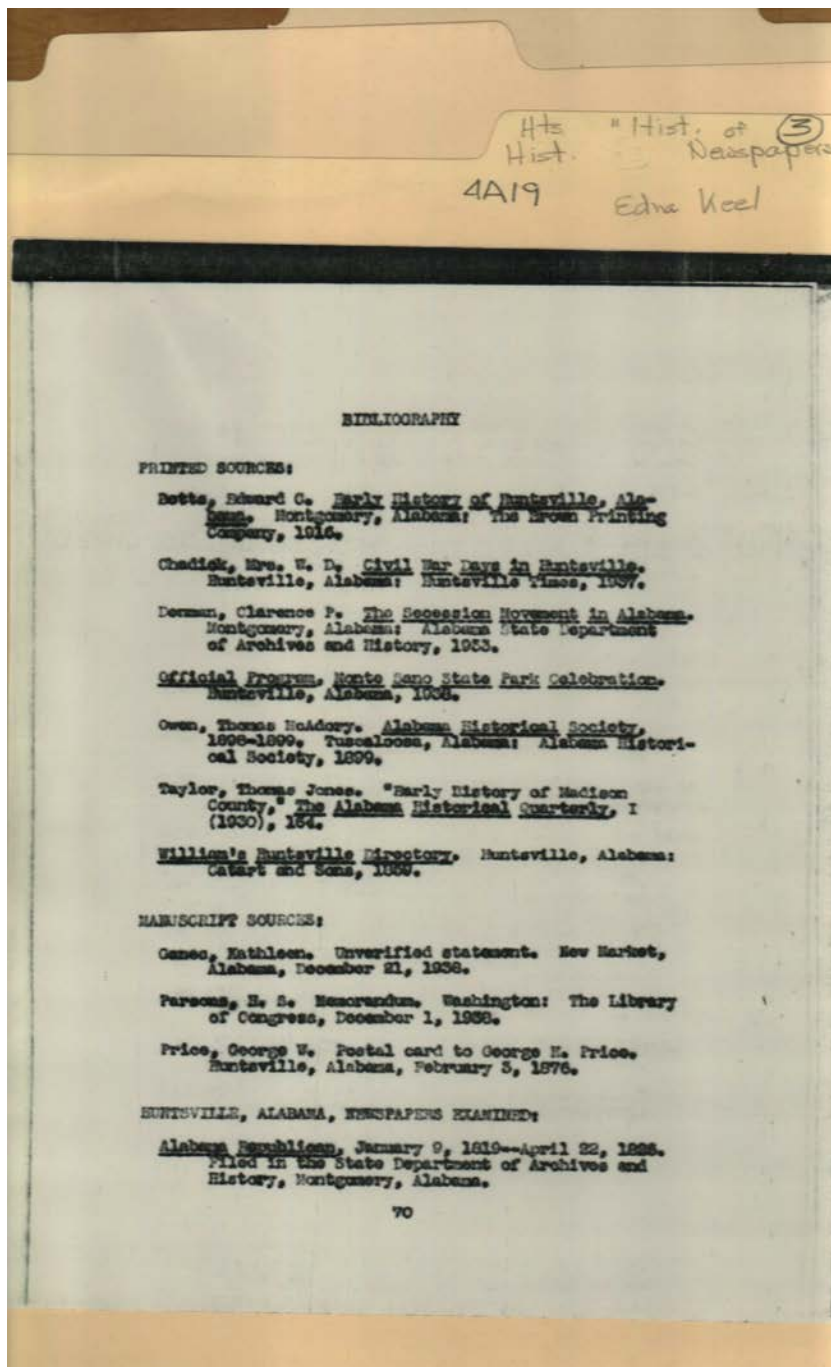 Hts "Hist. of 3
Hist. Newspapers
4A19 Edna Keel
BIBLIOGRAPHY
PRINTED SOURCES:
Betts, Edward C. Early History of Huntsville, Ala-
bama. Montgomery, Alabama: The Brown Printing
Company, 1916.
Chadick, Mrs. W. D. Civil War Days in Huntsville.
Huntsville, Alabama: Huntsville Times, 1937.
Denman, Clarence P. The Secession Movement in Alabama.
Montgomery, Alabama: Alabama State Department
of Archives and History, 1933.
Official Program, Monte Sano State Park Celebration.
Huntsville, Alabama, 1938.
Owen, Thomas McAdory. Alabama Historical Society,
1898-1899. Tuscaloosa, Alabama: Alabama Histori-
cal Society, 1899.
Taylor, Thomas Jones. "Early History of Madison
County," The Alabama Historical Quarterly, I
(1930), 164.
William's Huntsville Directory. Huntsville, Alabama:
and Sons, 1859.
MANUSCRIPT SOURCES:
Kathleen. Unverified statement. New Market,
Alabama, December 21, 1938.
Parsons, H. S. Memorandum. Washington: The Library
of Congress, December 1, 1938.
Price, George W. Postal card to George H. Price.
Huntsville, Alabama, February 3, 1876.
HUNTSVILLE, ALABAMA, NEWSPAPERS EXAMINED:
Alabama Republican, January 9, 1819--April 22,
Filed in the State Department of Archives and
History, Montgomery, Alabama.
70